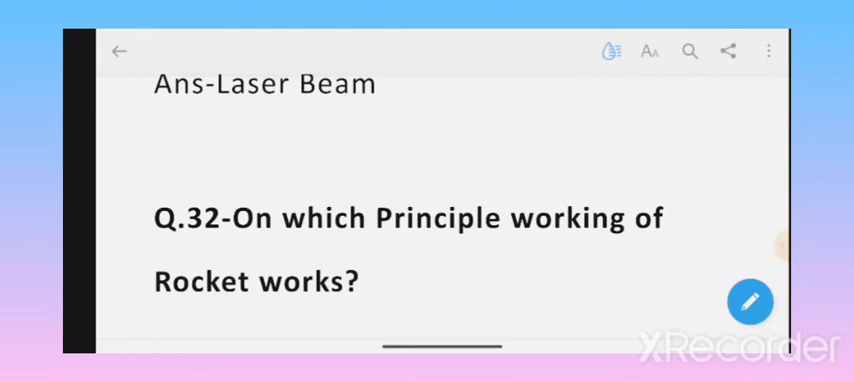 Ans-Laser Beam
Q.32-On which Principle working of
Rocket works?
XRecorder